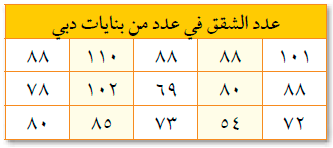 عدد الشقق في عدد من بنايات دبي
١٠١ ٨٨ ٨٨ ١١٠ ٨٨
٨٨ ٨٠ ٦٩ ١٠٢ ٧٨
٧٢ ٥٤ ٧٣ ٨٥ ٨٠